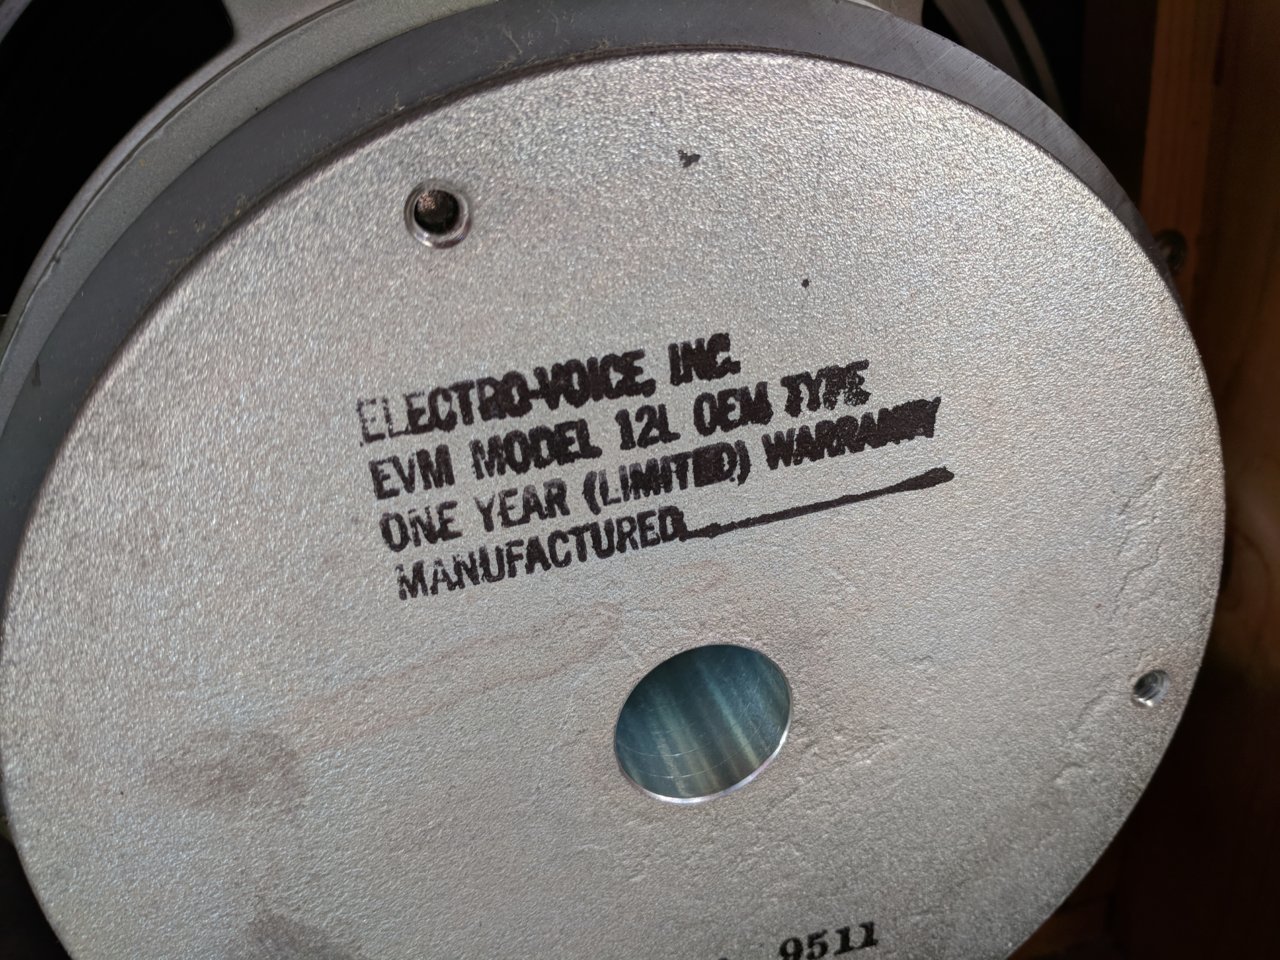 ELECTRO-VOICE, INC.
EVM MODEL 12L OEM TYPE
ONE YEAR (LIMITED) WARRANTY
MANUFACTURED
9511